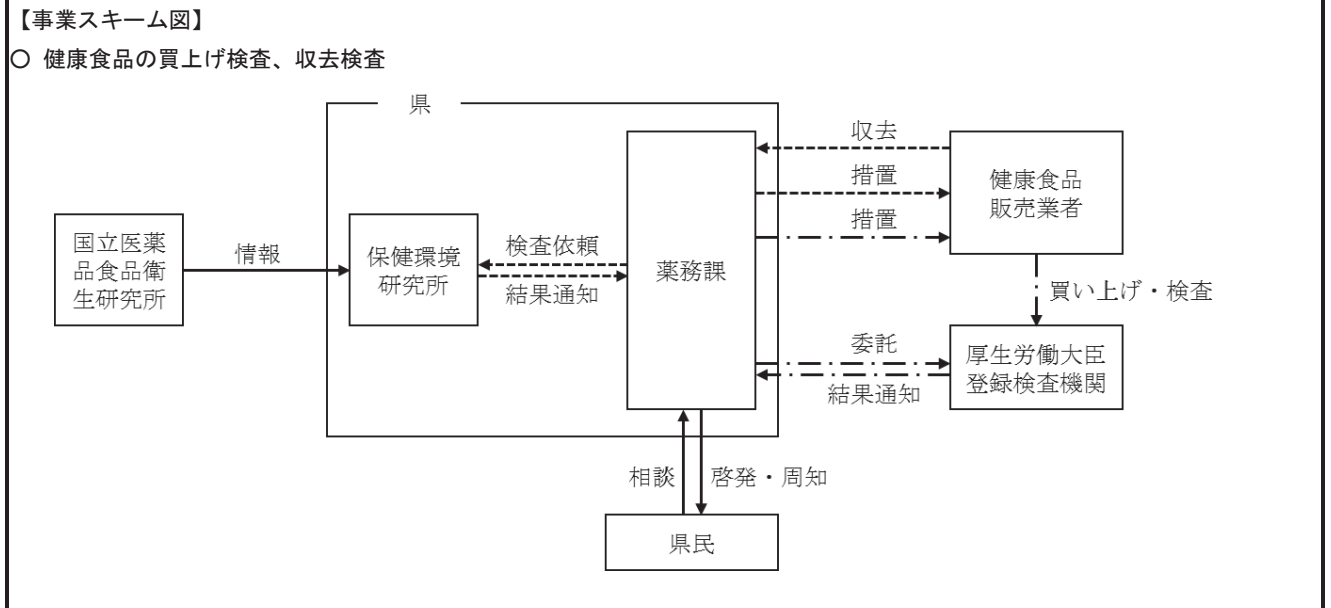 【事業スキーム図】
○ 健康食品の買上げ検査、収去検査
県
収去
措置
措置
健康食品
販売業者
国立医薬
品食品衛
生研究所
情報
保健環境
研究所
検査依頼
結果通知
薬務課
買い上げ・検査
委託
結果通知
厚生労働大臣
登録検査機関
相談
啓発・周知
県民